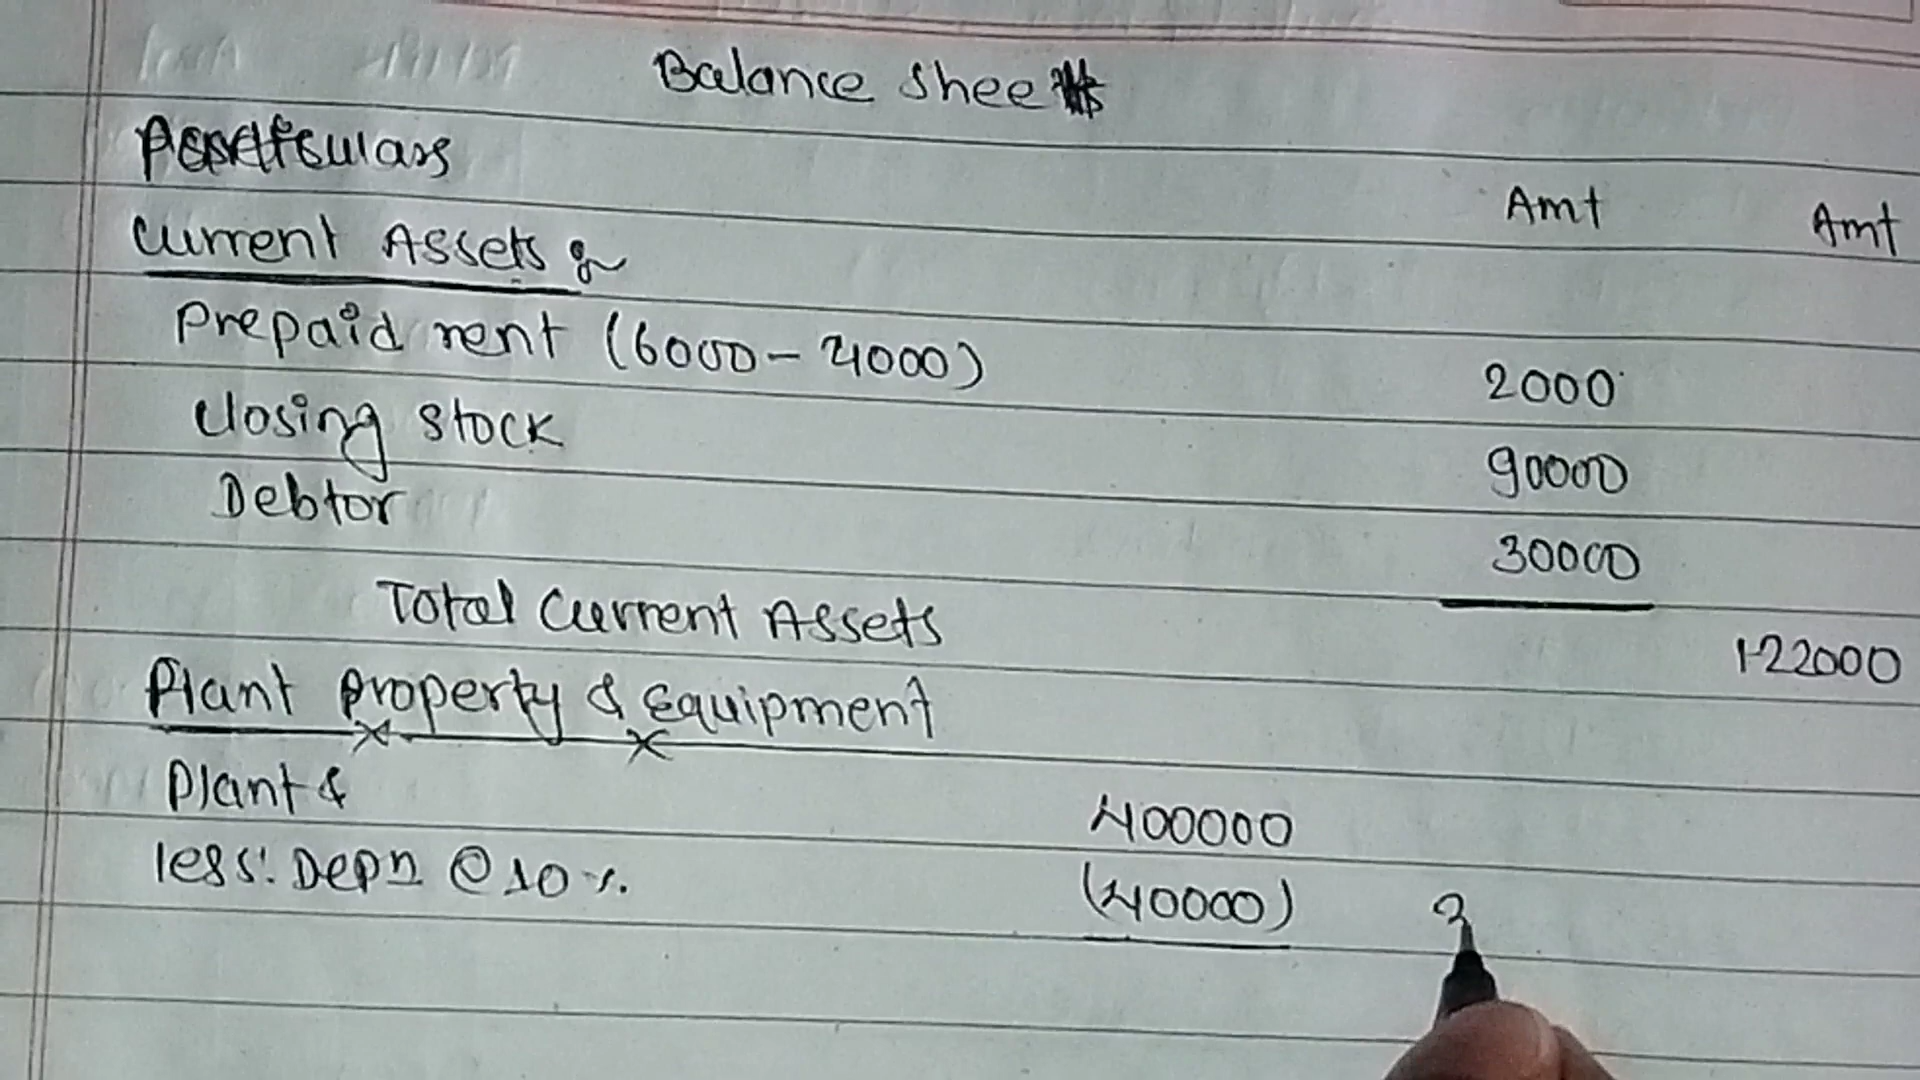 Balance Sheet
Particulars
Amt Amt
Current Assets :-
Prepaid rent (6000 - 4000) 2000
Closing Stock 90000
Debtor 30000
Total Current Assets 122000
Plant Property & Equipment
Plant & 400000
less: Depn @ 10 %. (40000) 3